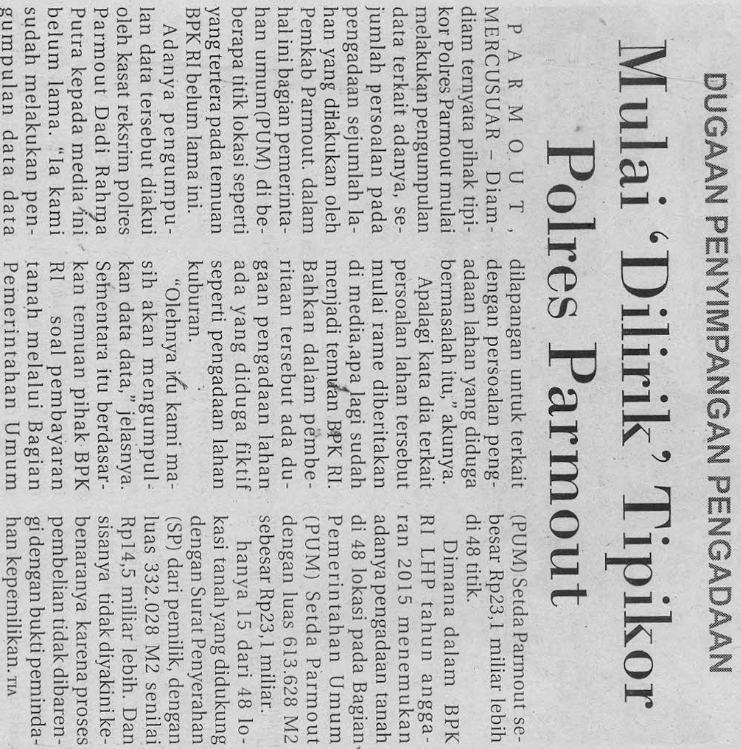 DUGAAN PENYIMPANGAN PENGADAAN
Mulai ‘Dilirik’ Tipikor
Polres Parmout
PARMOUT,
MERCUSUAR – Diam-
diam ternyata pihak tipi-
kor Polres Parmout mulai
melakukan pengumpulan
data terkait adanya, se-
jumlah persoalan pada
pengadaan sejumlah la-
han yang dilakukan oleh
Pemkab Parmout. dalam
hal ini bagian pemerinta-
han umum (PUM) di be-
berapa titik lokasi seperti
yang tertera pada temuan
BPK RI belum lama ini.
Adanya pengumpu-
lan data tersebut diakui
oleh kasat reksrim polres
Parmout Dadi Rahma
Putra kepada media ini
belum lama. “Ia kami
sudah melakukan pen-
gumpulan data data
dilapangan untuk terkait
dengan persoalan peng-
adaan lahan yang diduga
bermasalah itu,” akunya.
Apalagi kata dia terkait
persoalan lahan tersebut
mulai rame diberitakan
di media,apa lagi sudah
menjadi temuan BPK RI.
Bahkan dalam pembe-
ritaan tersebut ada du-
gaan pengadaan lahan
ada yang diduga fiktif
seperti pengadaan lahan
kuburan.
“Olehnya itu kami ma-
sih akan mengumpul-
kan data data,” jelasnya.
Sementara itu berdasar-
kan temuan pihak BPK
RI soal pembayaran
tanah melalui Bagian
Pemerintahan Umum
(PUM) Setda Parmout se-
besar Rp23,1 miliar lebih
di 48 titik.
Dimana dalam BPK
RI LHP tahun angga-
ran 2015 menemukan
adanya pengadaan tanah
di 48 lokasi pada Bagian
Pemerintahan Umum
(PUM) Setda Parmout
dengan luas 613.628 M2
sebesar Rp23,1 miliar.
hanya 15 dari 48 lo-
kasi tanah yang didukung
dengan Surat Penyerahan
(SP) dari pemilik, dengan
luas 332.028 M2 senilai
Rp14,5 miliar lebih. Dan
sisanya tidak diyakini ke-
benaranya karena proses
pembelian tidak dibaren-
gi dengan bukti peminda-
han kepemilikan. TIA